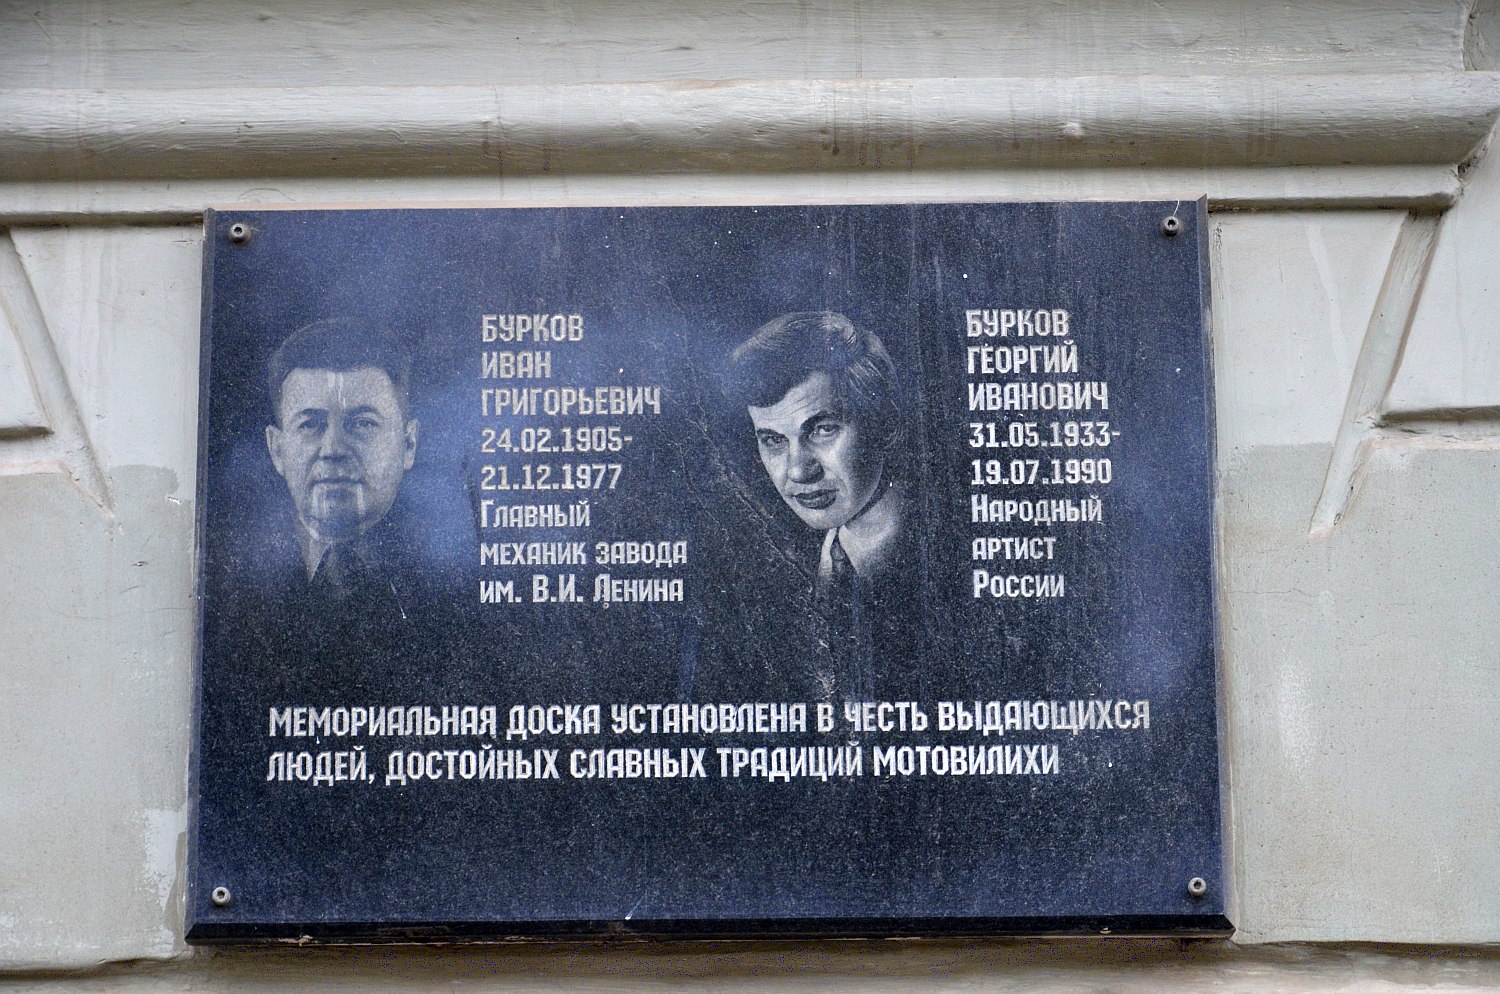 БУРКОВ
ИВАН
ГРИГОРЬЕВИЧ
24.02.1905-
21.12.1977
Главный
механик завода
им. В.И. Ленина
БУРКОВ
ГЕОРГИЙ
ИВАНОВИЧ
31.05.1933-
19.07.1990
Народный
артист
России
МЕМОРИАЛЬНАЯ ДОСКА УСТАНОВЛЕНА В ЧЕСТЬ ВЫДАЮЩИХСЯ
ЛЮДЕЙ, ДОСТОЙНЫХ СЛАВНЫХ ТРАДИЦИЙ МОТОВИЛИХИ